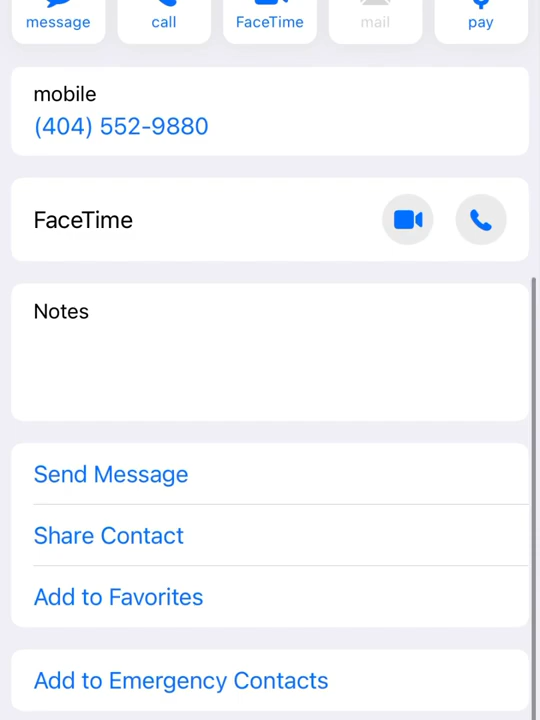 message call FaceTime mail pay
mobile
(404) 552-9880
FaceTime
Notes
Send Message
Share Contact
Add to Favorites
Add to Emergency Contacts